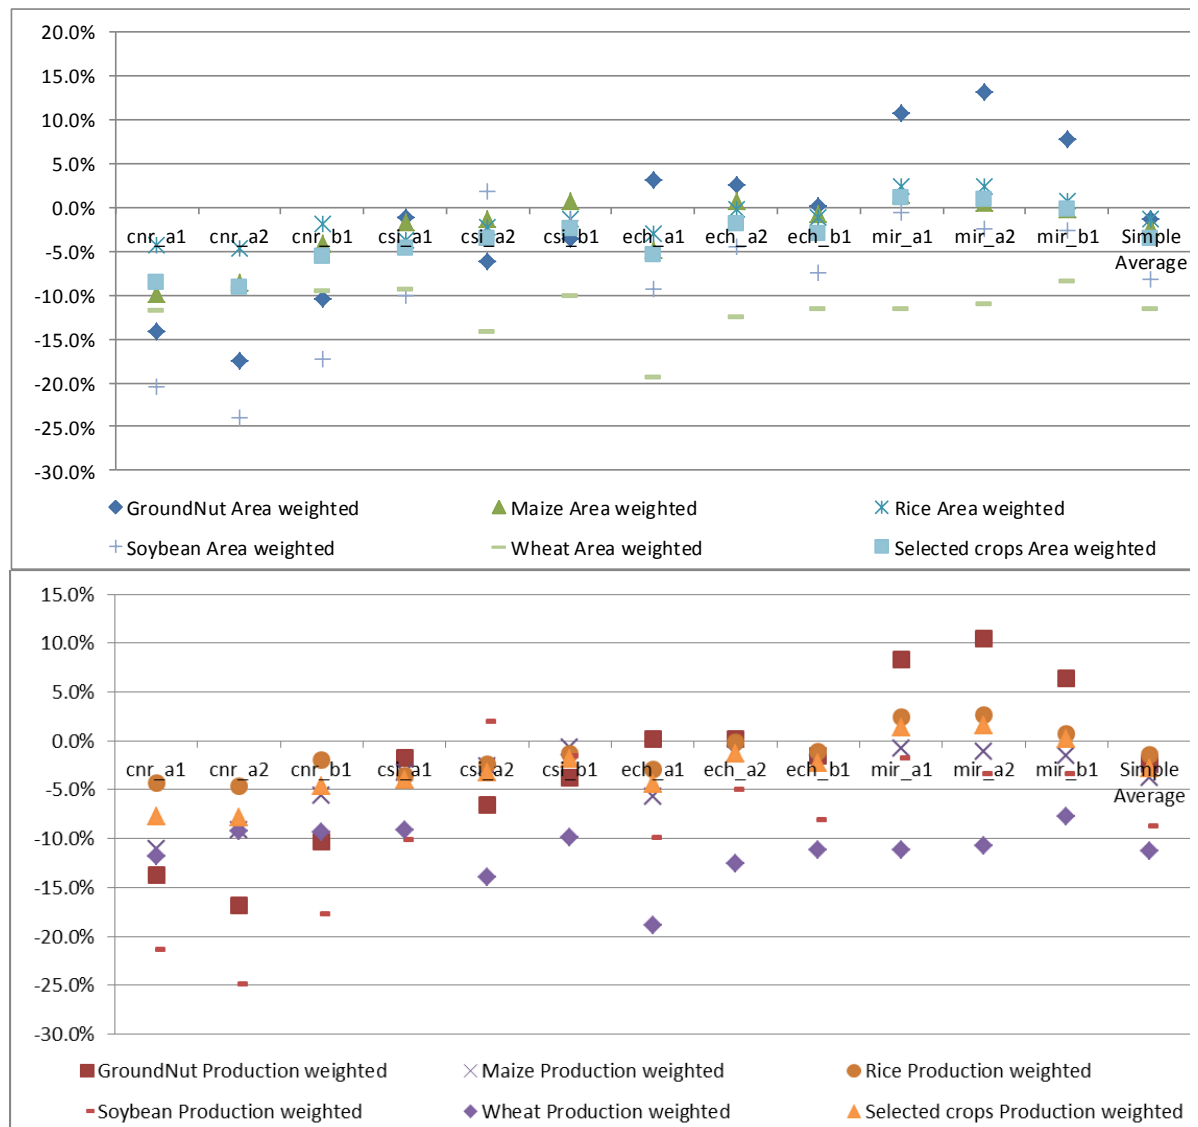 20.0%
15.0%
10.0%
5.0%
0.0%
-5.0%
-10.0%
-15.0%
-20.0%
-25.0%
-30.0%
cnr_a1 cnr_a2 cnr_b1 csi_a1 csi_a2 csi_b1 ech_a1 ech_a2 ech_b1 mir_a1 mir_a2 mir_b1 Simple
Average
GroundNut Area weighted Maize Area weighted Rice Area weighted
Soybean Area weighted Wheat Area weighted Selected crops Area weighted
15.0%
10.0%
5.0%
0.0%
-5.0%
-10.0%
-15.0%
-20.0%
-25.0%
-30.0%
cnr_a1 cnr_a2 cnr_b1 csi_a1 csi_a2 csi_b1 ech_a1 ech_a2 ech_b1 mir_a1 mir_a2 mir_b1 Simple
Average
GroundNut Production weighted Maize Production weighted Rice Production weighted
Soybean Production weighted Wheat Production weighted Selected crops Production weighted